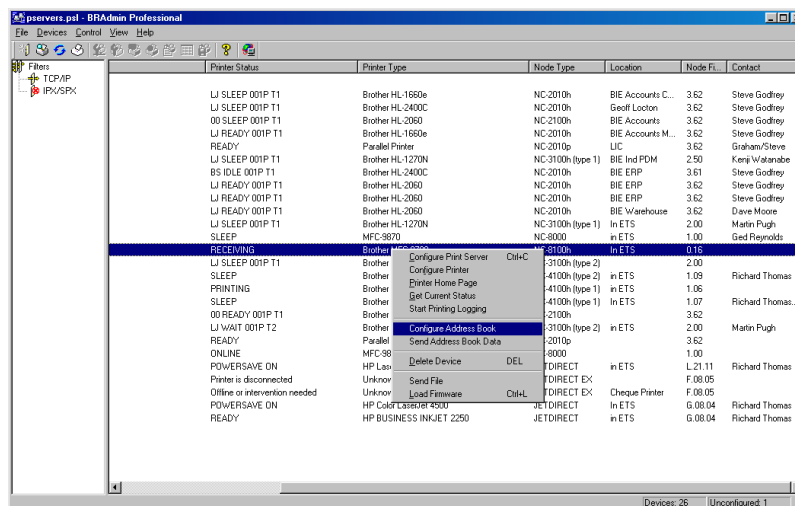 pservers.psl - BRAdmin Professional
File Devices Control View Help
Filters
TCP/IP
IPX/SPX
Printer Status Printer Type Node Type Location Node Fi... Contact
LJ SLEEP 001P T1 Brother HL-1660e NC-2010h BIE Accounts C... 3.62 Steve Godfrey
LJ SLEEP 001P T1 Brother HL-2400C NC-2010h Geoff Locton 3.62 Steve Godfrey
00 SLEEP 001P T1 Brother HL-2060 NC-2100h BIE Accounts 3.62 Steve Godfrey
LJ READY 001P T1 Brother HL-1660e NC-2010h BIE Accounts M... 3.62 Steve Godfrey
READY Parallel Printer NC-2010p LIC 3.62 Graham/Steve
LJ SLEEP 001P T1 Brother HL-1270N NC-3100h (type 1) BIE Ind PDM 2.50 Kenji Watanabe
BS IDLE 001P T1 Brother HL-2400C NC-2010h BIE ERP 3.61 Steve Godfrey
LJ READY 001P T1 Brother HL-2060 NC-2010h BIE ERP 3.62 Steve Godfrey
LJ READY 001P T1 Brother HL-2060 NC-2010h BIE ERP 3.62 Steve Godfrey
LJ READY 001P T1 Brother HL-2060 NC-2010h BIE Warehouse 3.62 Dave Moore
LJ SLEEP 001P T1 Brother HL-1270N NC-3100h (type 1) In ETS 2.00 Martin Pugh
SLEEP MFC-9870 NC-8000 in ETS 1.00 Ged Reynolds
RECEIVING Brother NC-8100h In ETS 0.16
LJ SLEEP 001P T1 Brother -3100h (type 2) 2.00
SLEEP Brother -4100h (type 2) in ETS 1.09 Richard Thomas
PRINTING Brother -4100h (type 1) in ETS 1.06
SLEEP Brother -4100h (type 1) In ETS 1.07 Richard Thomas...
00 READY 001P T1 Brother -2100h 3.62
LJ WAIT 001P T2 Brother -3100h (type 2) in ETS 2.00 Martin Pugh
READY Parallel -2010p 3.62
ONLINE MFC-98 -8000 1.00
POWERSAVE ON HP Las JETDIRECT in ETS L.21.11 Richard Thomas
Printer is disconnected Unknow JETDIRECT EX F.08.05
Offline or intervention needed Unknow JETDIRECT EX Cheque Printer F.08.05
POWERSAVE ON HP Color LaserJet 4500 JETDIRECT In ETS G.08.04 Richard Thomas
READY HP BUSINESS INKJET 2250 JETDIRECT in ETS G.08.04 Richard Thomas
Configure Print Server Ctrl+C
Configure Printer
Printer Home Page
Get Current Status
Start Printing Logging
Configure Address Book
Send Address Book Data
Delete Device DEL
Send File
Load Firmware Ctrl+L
Devices: 26 Unconfigured: 1